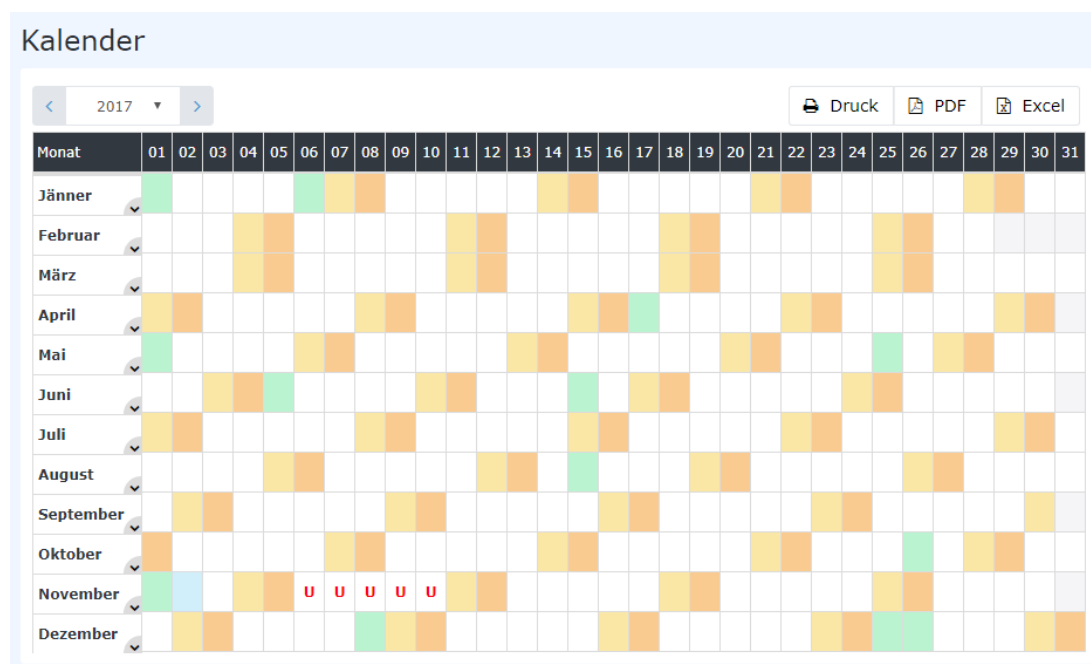 Kalender
2017 Druck PDF Excel
Monat 01 02 03 04 05 06 07 08 09 10 11 12 13 14 15 16 17 18 19 20 21 22 23 24 25 26 27 28 29 30 31
Jänner
Februar
März
April
Mai
Juni
Juli
August
September
Oktober
November U U U U U
Dezember